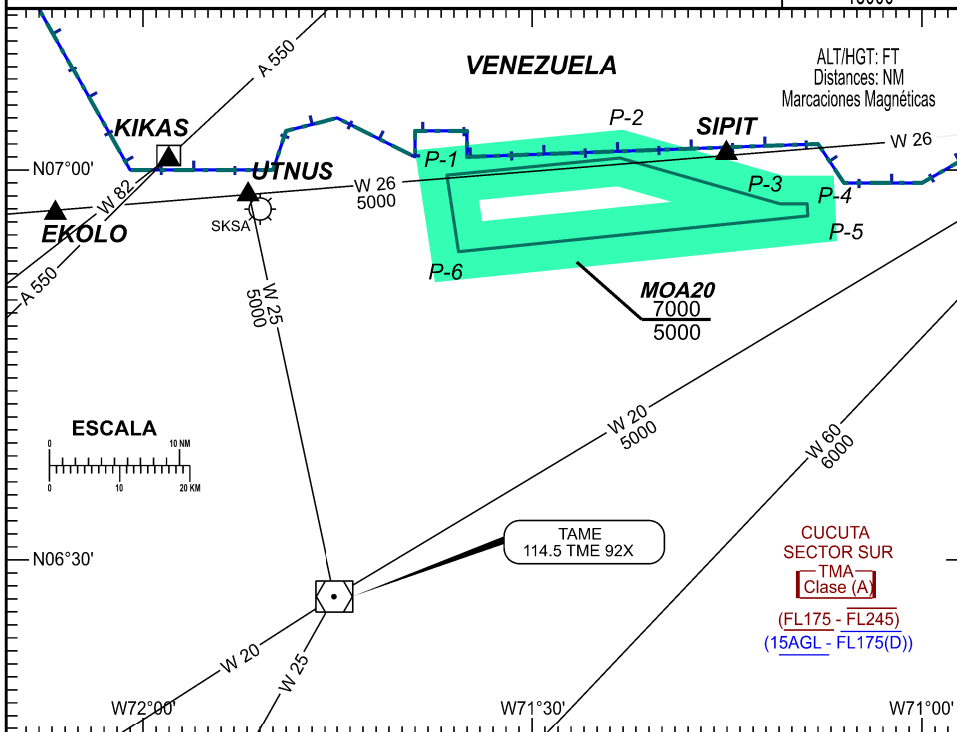 A 550
VENEZUELA
ALT/HGT: FT
Distances: NM
Marcaciones Magnéticas
KIKAS
P-2
SIPIT
W 26
N07°00'
UTNUS
P-1
W 82
W 26
5000
P-3
P-4
SKSA
EKOLO
P-5
A 550
P-6
W 25
5000
MOA20
7000
5000
W 20
5000
W 60
6000
ESCALA
0
10 NM
0
10
20 KM
TAME
114.5 TME 92X
CUCUTA
SECTOR SUR
TMA
Clase (A)
(FL175 - FL245)
(15AGL - FL175(D))
N06°30'
W 20
W 25
W72°00'
W71°30'
W71°00'